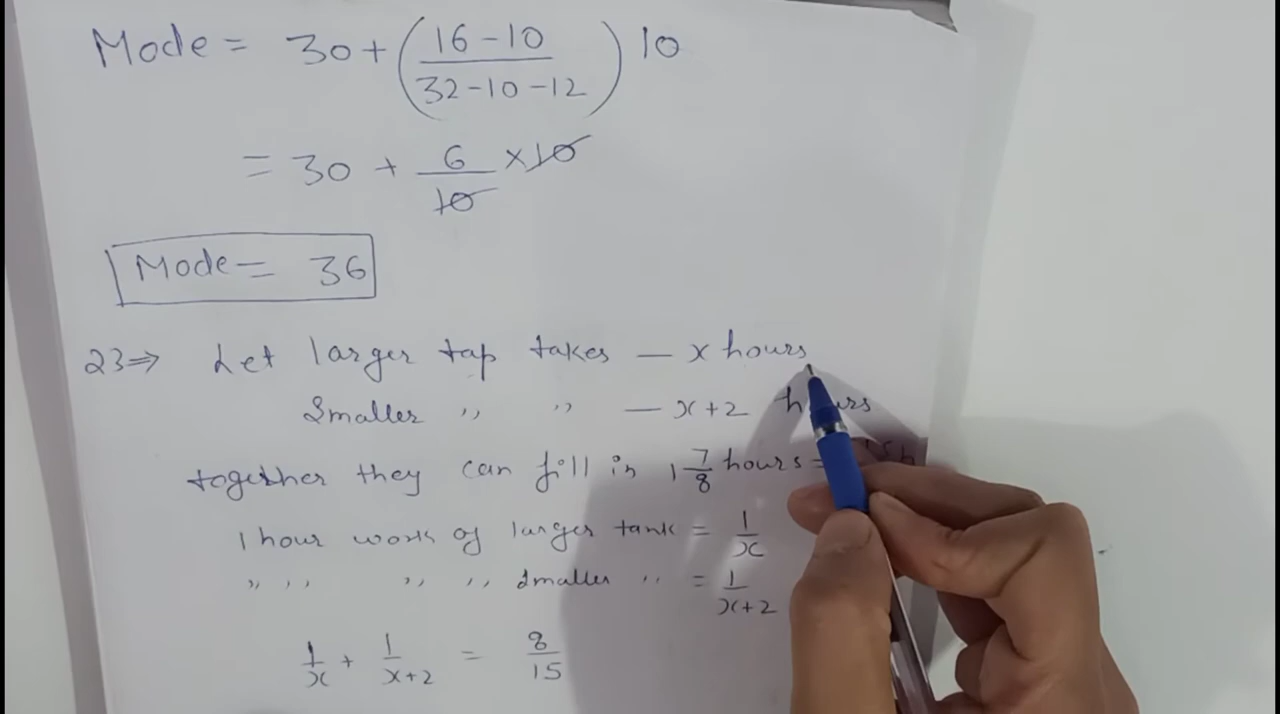 Mode = 30 + (16 - 10 / 32 - 10 - 12) 10
= 30 + 6/10 × 10
Mode = 36
23⇒ Let larger tap takes — x hours
Smaller ,, ,, — x+2 hours
together they can fill in 1 7/8 hours =
1 hour work of larger tank = 1/x
,, ,, ,, ,, Smaller ,, = 1/x+2
1/x + 1/x+2 = 8/15